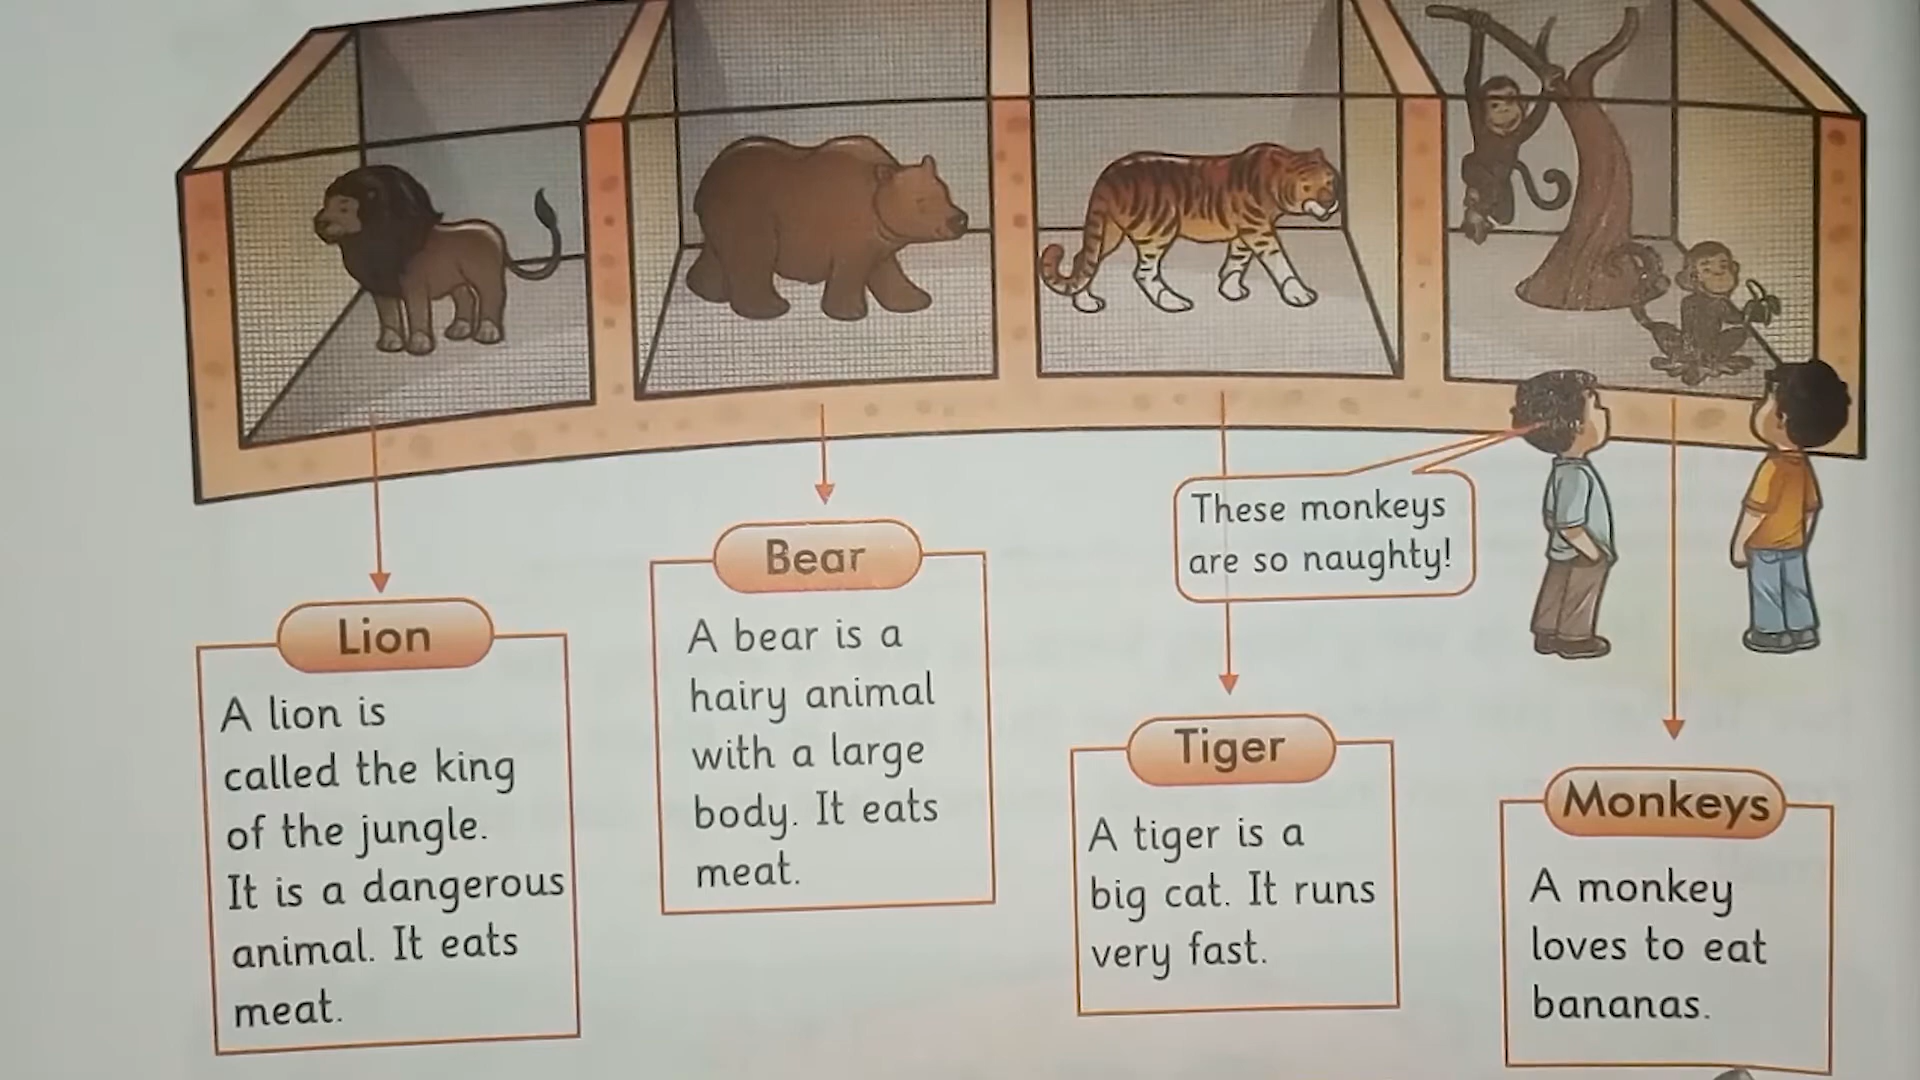 These monkeys
are so naughty!
Lion
A lion is
called the king
of the jungle.
It is a dangerous
animal. It eats
meat.
Bear
A bear is a
hairy animal
with a large
body. It eats
meat.
Tiger
A tiger is a
big cat. It runs
very fast.
Monkeys
A monkey
loves to eat
bananas.